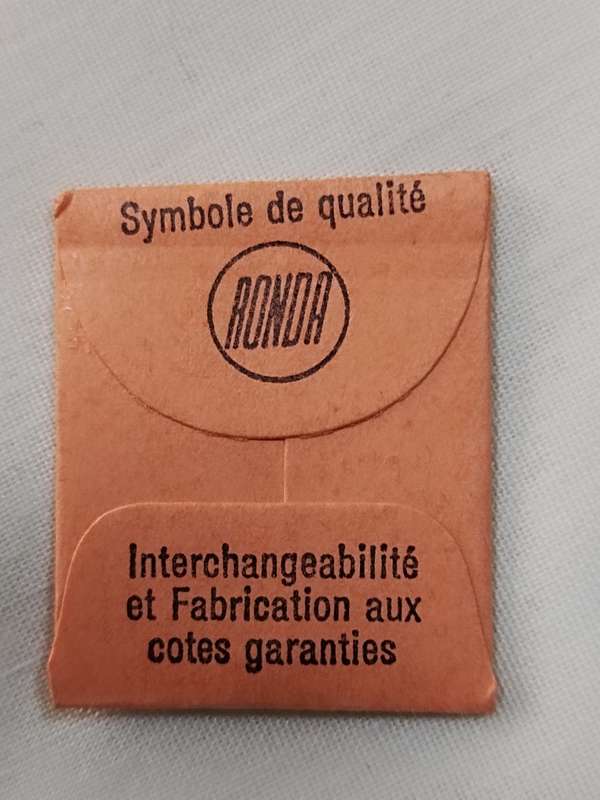 Symbole de qualité
RONDA
Interchangeabilité
et Fabrication aux
cotes garanties